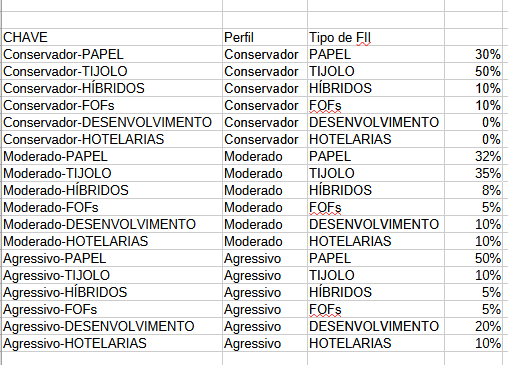 CHAVE Perfil Tipo de FII
Conservador-PAPEL Conservador PAPEL 30%
Conservador-TIJOLO Conservador TIJOLO 50%
Conservador-HÍBRIDOS Conservador HÍBRIDOS 10%
Conservador-FOFs Conservador FOFs 10%
Conservador-DESENVOLVIMENTO Conservador DESENVOLVIMENTO 0%
Conservador-HOTELARIAS Conservador HOTELARIAS 0%
Moderado-PAPEL Moderado PAPEL 32%
Moderado-TIJOLO Moderado TIJOLO 35%
Moderado-HÍBRIDOS Moderado HÍBRIDOS 8%
Moderado-FOFs Moderado FOFs 5%
Moderado-DESENVOLVIMENTO Moderado DESENVOLVIMENTO 10%
Moderado-HOTELARIAS Moderado HOTELARIAS 10%
Agressivo-PAPEL Agressivo PAPEL 50%
Agressivo-TIJOLO Agressivo TIJOLO 10%
Agressivo-HÍBRIDOS Agressivo HÍBRIDOS 5%
Agressivo-FOFs Agressivo FOFs 5%
Agressivo-DESENVOLVIMENTO Agressivo DESENVOLVIMENTO 20%
Agressivo-HOTELARIAS Agressivo HOTELARIAS 10%